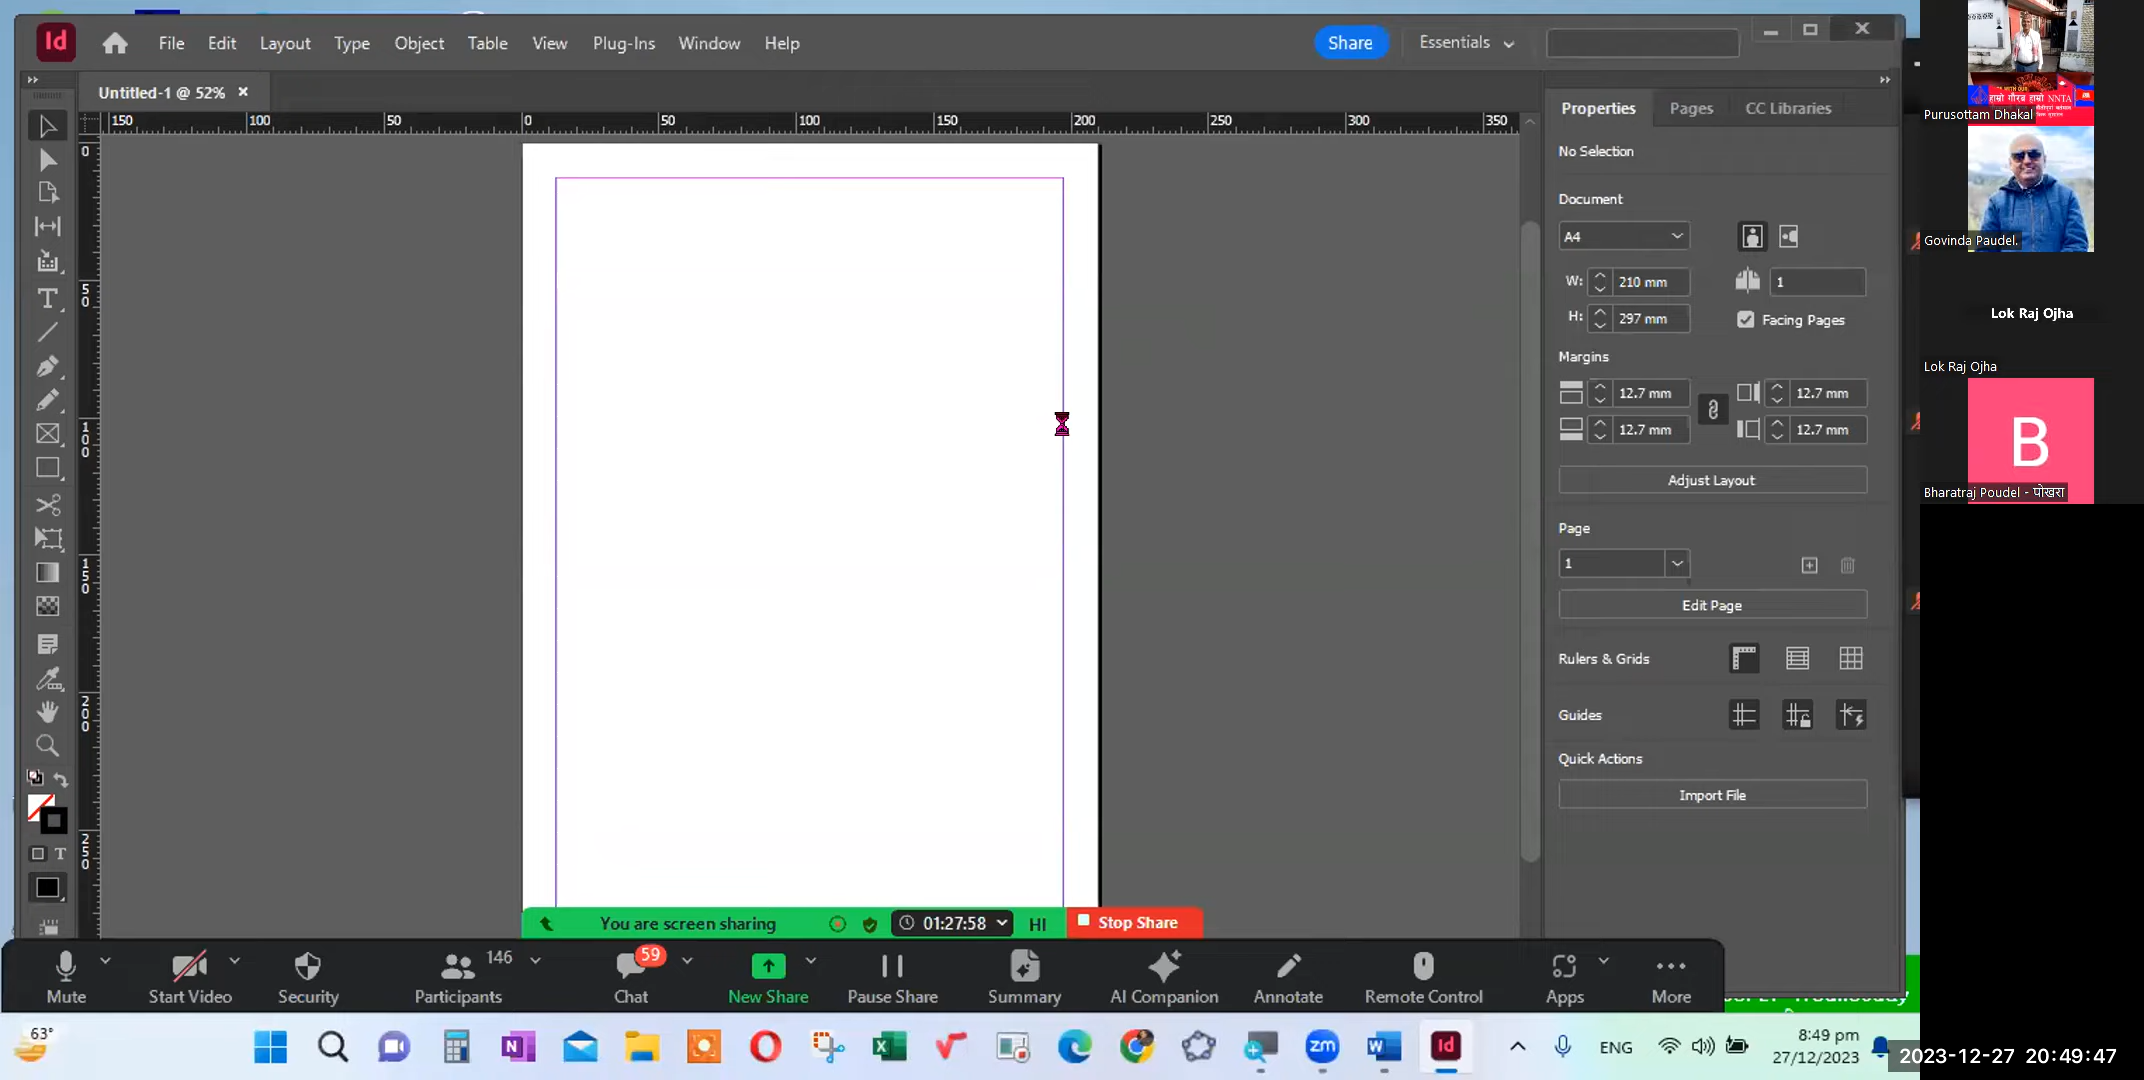 Id
File Edit Layout Type Object Table View Plug-Ins Window Help
Share
Essentials
Untitled-1 @ 52%
150 100 50 0 50 100 150 200 250 300 350
0
50
100
150
200
250
Properties Pages CC Libraries
No Selection
Document
A4
W: 210 mm
1
H: 297 mm
Facing Pages
Margins
12.7 mm 12.7 mm
12.7 mm 12.7 mm
Adjust Layout
Page
1
Edit Page
Rulers & Grids
Guides
Quick Actions
Import File
हाम्रो गौरब हाम्रो NNTA
Purusottam Dhakal
Govinda Paudel.
Lok Raj Ojha
Lok Raj Ojha
B
Bharatraj Poudel - पोखरा
You are screen sharing
01:27:58
HI
Stop Share
146
59
Mute
Start Video
Security
Participants
Chat
New Share
Pause Share
Summary
AI Companion
Annotate
Remote Control
Apps
More
63°
zm
Id
ENG
8:49 pm
27/12/2023
2023-12-27 20:49:47